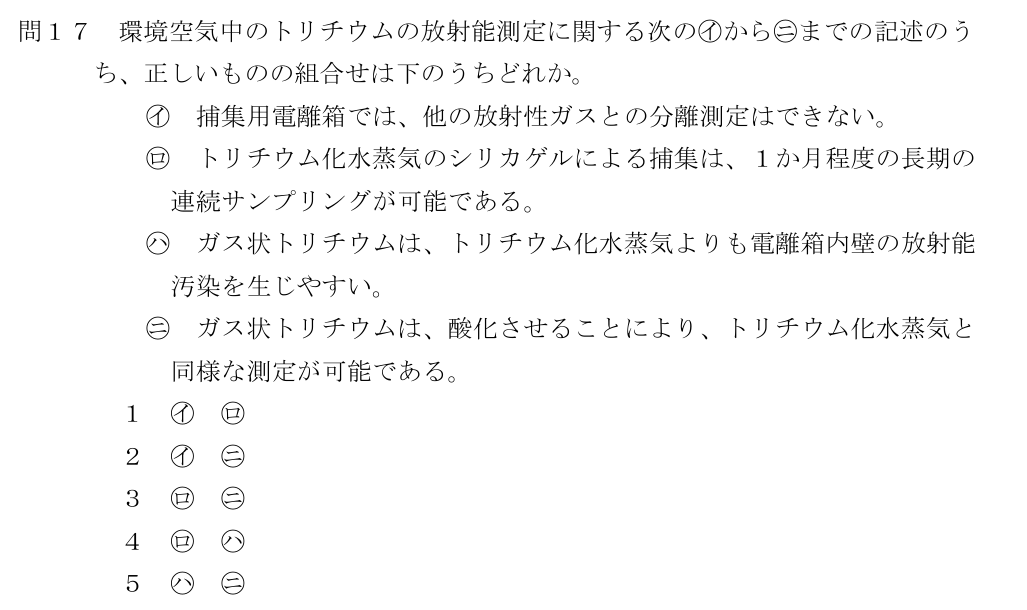 問１７　環境空気中のトリチウムの放射能測定に関する次の㋑から㋥までの記述のう
ち、正しいものの組合せは下のうちどれか。
㋑　捕集用電離箱では、他の放射性ガスとの分離測定はできない。
㋺　トリチウム化水蒸気のシリカゲルによる捕集は、１か月程度の長期の
連続サンプリングが可能である。
㋩　ガス状トリチウムは、トリチウム化水蒸気よりも電離箱内壁の放射能
汚染を生じやすい。
㋥　ガス状トリチウムは、酸化させることにより、トリチウム化水蒸気と
同様な測定が可能である。
１　㋑　㋺
２　㋑　㋥
３　㋺　㋥
４　㋺　㋩
５　㋩　㋥